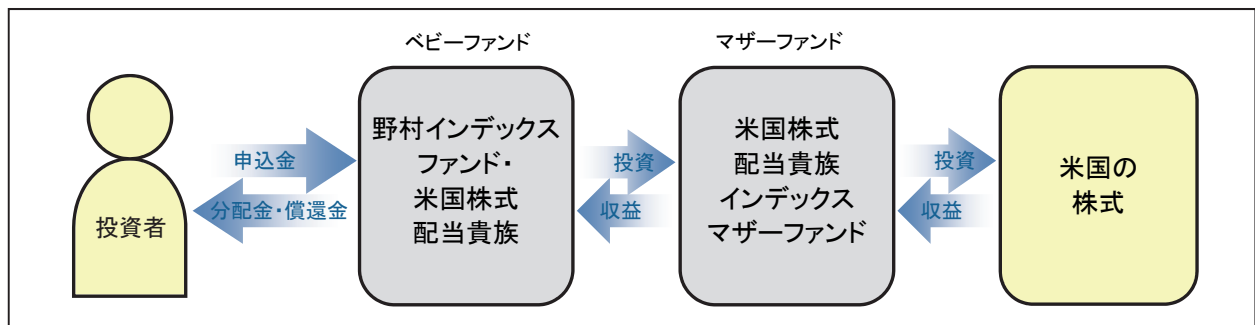 ベビーファンド
マザーファンド
投資者
申込金
分配金・償還金
野村インデックス
ファンド・
米国株式
配当貴族
投資
収益
米国株式
配当貴族
インデックス
マザーファンド
投資
収益
米国の
株式